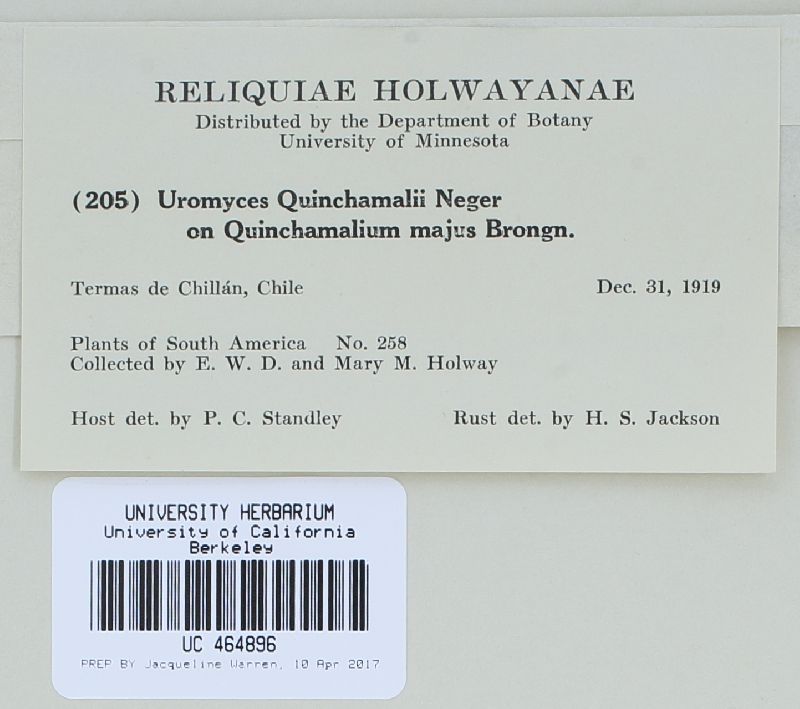 RELIQUIAE HOLWAYANAE
Distributed by the Department of Botany
University of Minnesota
(205) Uromyces Quinchamalii Neger
on Quinchamalium majus Brongn.
Termas de Chillán, Chile Dec. 31, 1919
Plants of South America No. 258
Collected by E. W. D. and Mary M. Holway
Host det. by P. C. Standley Rust det. by H. S. Jackson
UNIVERSITY HERBARIUM
University of California
Berkeley
UC 464896
PREP BY Jacqueline Warren, 10 Apr 2017